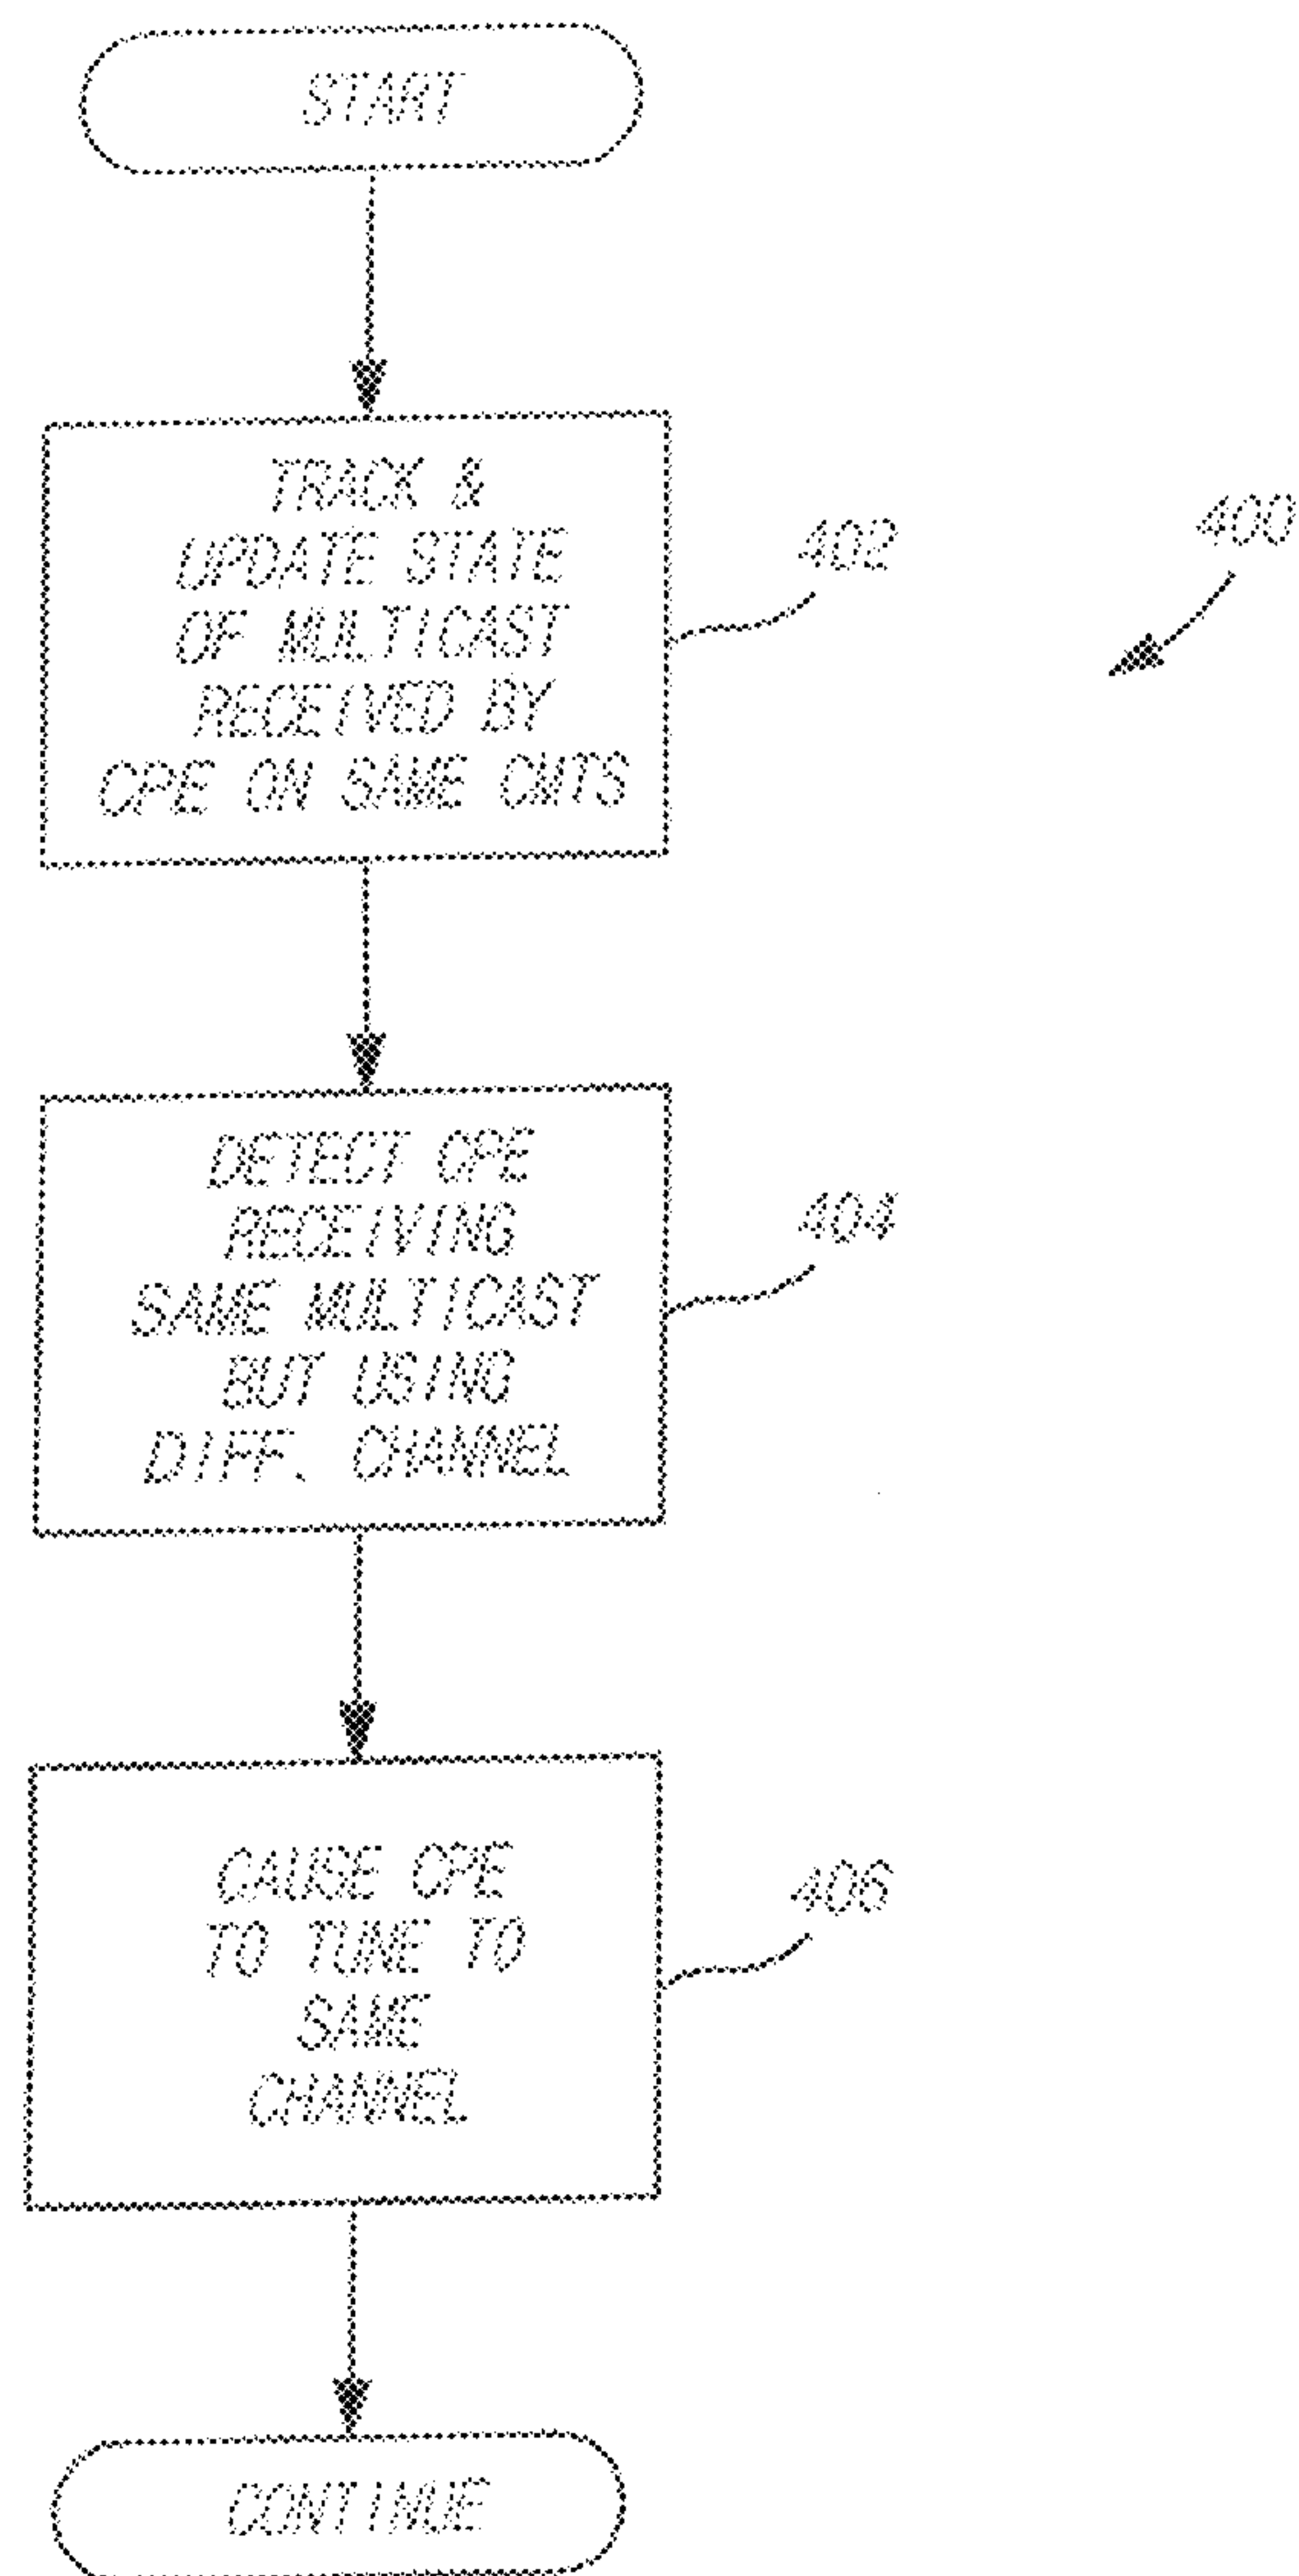 START
TRACK &
UPDATE STATE
OF MULTICAST
RECEIVED BY
CPE ON SAME CMTS
402
400
DETECT CPE
RECEIVING
SAME MULTICAST
BUT USING
DIFF. CHANNEL
404
CAUSE CPE
TO TUNE TO
SAME
CHANNEL
406
CONTINUE